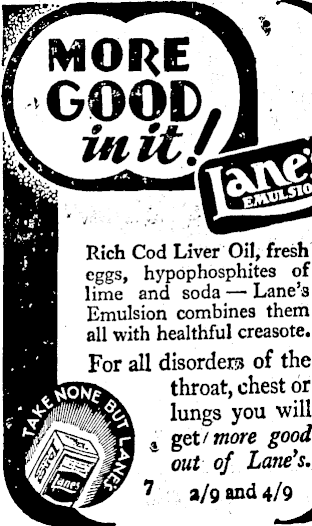 MORE
GOOD
in it!
Lane's
EMULSION
Rich Cod Liver Oil, fresh
eggs, hypophosphites of
lime and soda — Lane's
Emulsion combines them
all with healthful creasote.
For all disorders of the
throat, chest or
lungs you will
get more good
out of Lane's.
TAKE NONE BUT LANE'S
Lanes
7
2/9 and 4/9